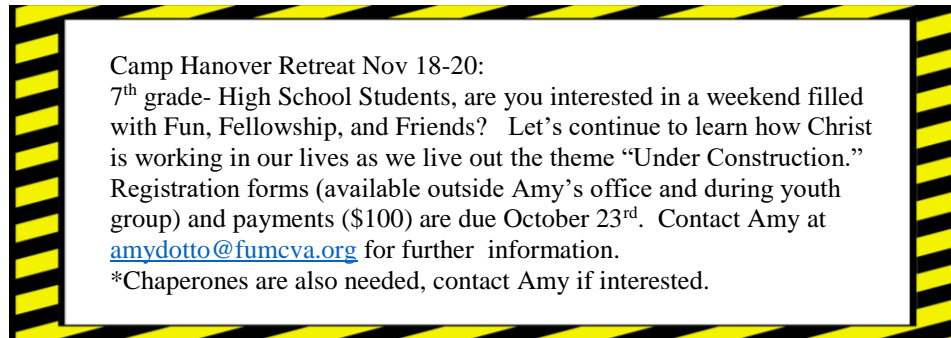 Camp Hanover Retreat Nov 18-20:
7th grade- High School Students, are you interested in a weekend filled
with Fun, Fellowship, and Friends?   Let’s continue to learn how Christ
is working in our lives as we live out the theme “Under Construction.”
Registration forms (available outside Amy’s office and during youth
group) and payments ($100) are due October 23rd.  Contact Amy at
amydotto@fumcva.org for further  information.
*Chaperones are also needed, contact Amy if interested.